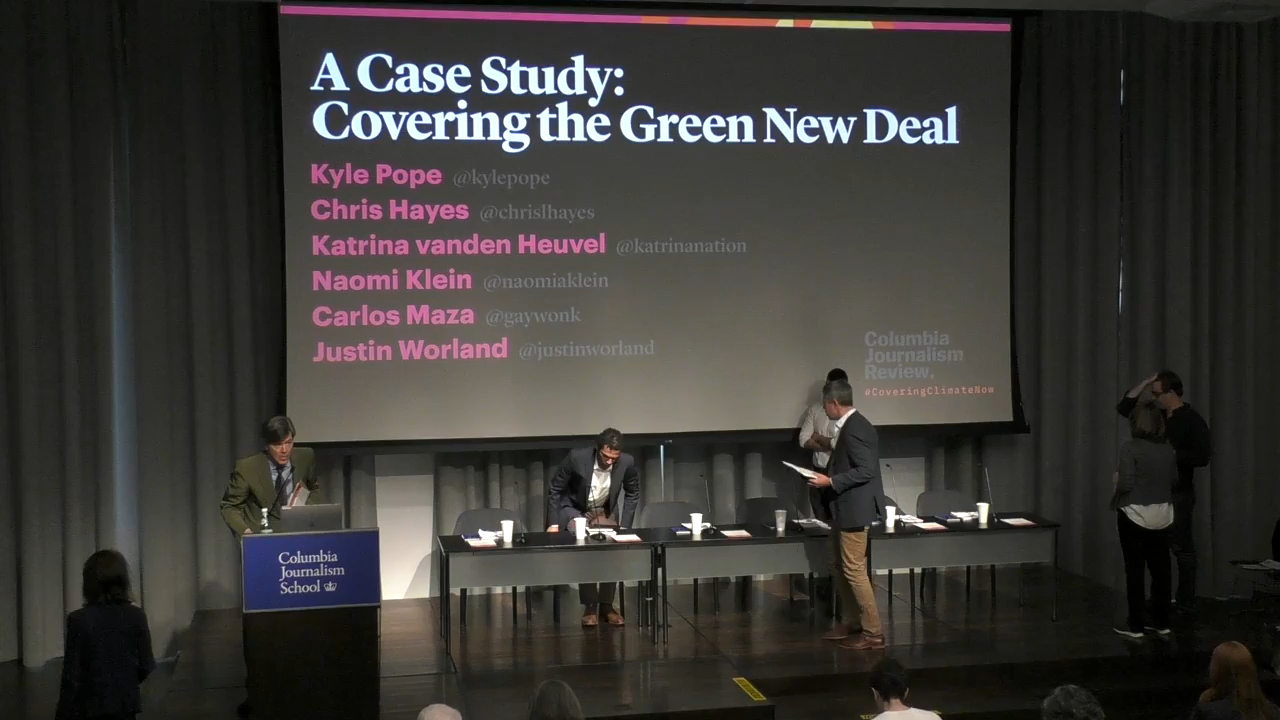 A Case Study:
Covering the Green New Deal
Kyle Pope @kylepope
Chris Hayes @chrislhayes
Katrina vanden Heuvel @katrinanation
Naomi Klein @naomiaklein
Carlos Maza @gaywonk
Justin Worland @justinworland
Columbia
Journalism
Review.
#CoveringClimateNow
Columbia
Journalism
School